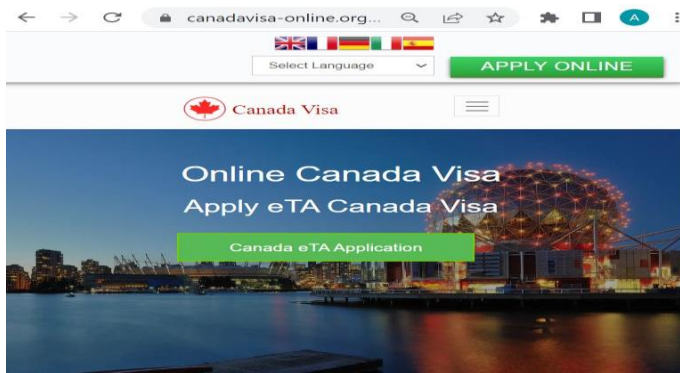 canadavisa-online.org...
A
Select Language
APPLY ONLINE
Canada Visa
Online Canada Visa
Apply eTA Canada Visa
Canada eTA Application